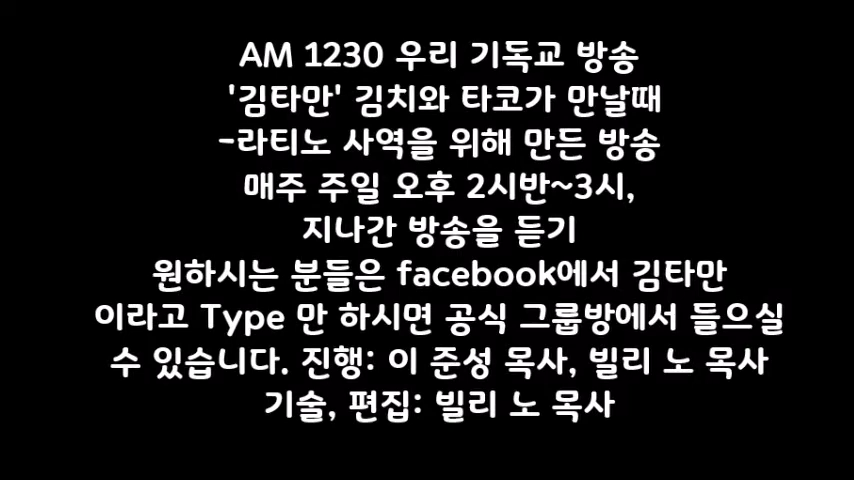 AM 1230 우리 기독교 방송
'김타만' 김치와 타코가 만날때
-라티노 사역을 위해 만든 방송
매주 주일 오후 2시반~3시,
지나간 방송을 듣기
원하시는 분들은 facebook에서 김타만
이라고 Type 만 하시면 공식 그룹방에서 들으실
수 있습니다. 진행: 이 준성 목사, 빌리 노 목사
기술, 편집: 빌리 노 목사